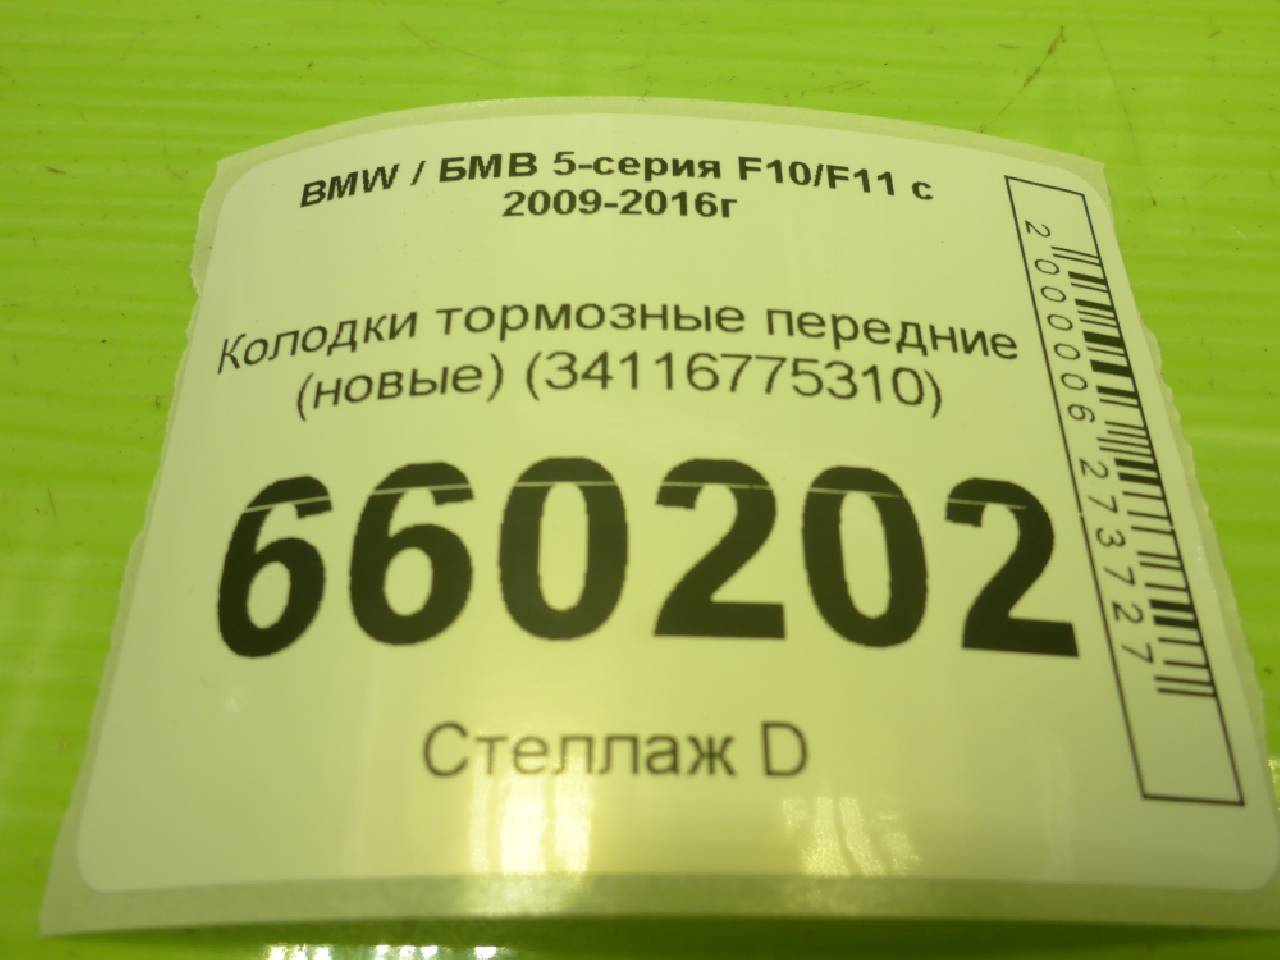 BMW / БМВ 5-серия F10/F11 с
2009-2016г
Колодки тормозные передние
(новые) (34116775310)
660202
Стеллаж D
2000006273727